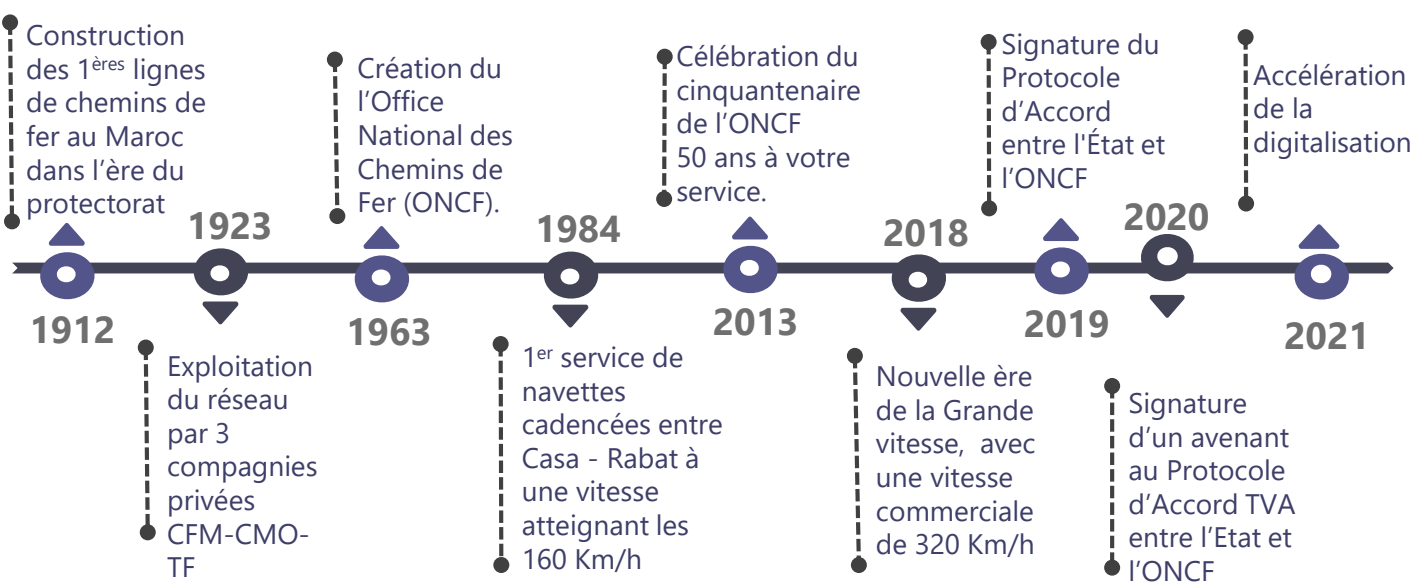 Construction
des 1ères lignes
de chemins de
fer au Maroc
dans l'ère du
protectorat
1912
1923
Exploitation
du réseau
par 3
compagnies
privées
CFM-CMO-
TF
Création du
l'Office
National des
Chemins de
Fer (ONCF).
1963
1984
1er service de
navettes
cadencées entre
Casa - Rabat à
une vitesse
atteignant les
160 Km/h
Célébration du
cinquantenaire
de l'ONCF
50 ans à votre
service.
2013
2018
Nouvelle ère
de la Grande
vitesse, avec
une vitesse
commerciale
de 320 Km/h
Signature du
Protocole
d'Accord
entre l'État et
l'ONCF
2019
2020
Signature
d'un avenant
au Protocole
d'Accord TVA
entre l'Etat et
l'ONCF
Accélération
de la
digitalisation
2021